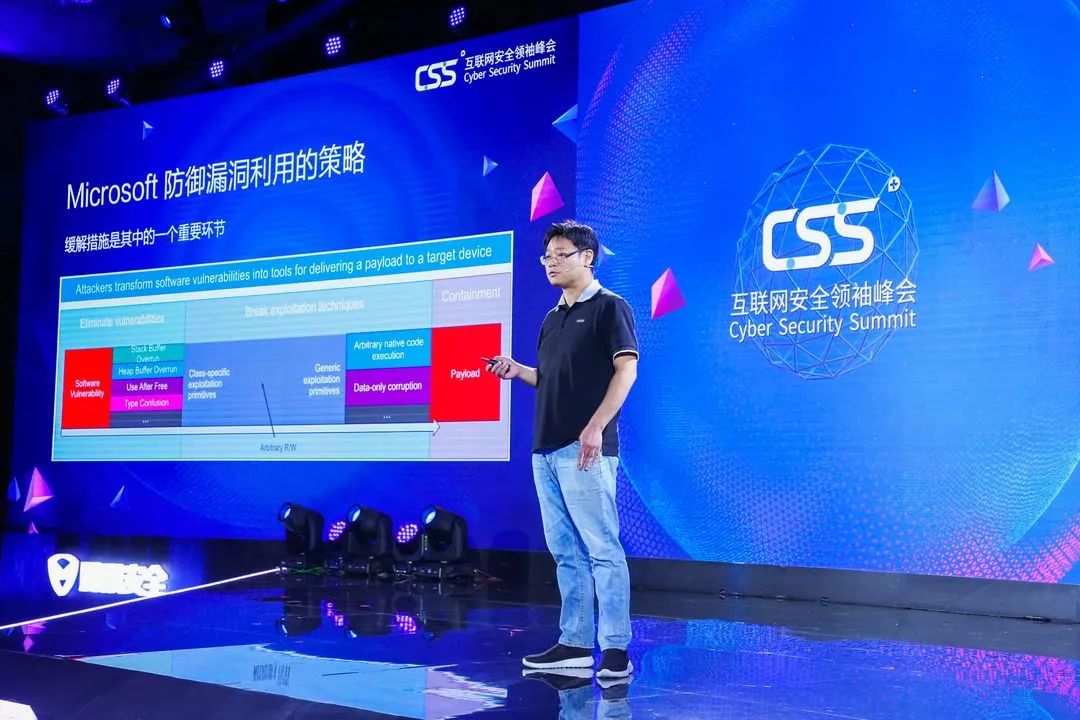 CSS
互联网安全领袖峰会
Cyber Security Summit
Microsoft 防御漏洞利用的策略
缓解措施是其中的一个重要环节
Attackers transform software vulnerabilities into tools for delivering a payload to a target device
Eliminate vulnerabilities
Break exploitation techniques
Containment
Software
Vulnerability
Stack Buffer
Overrun
Heap Buffer Overrun
Use After Free
Type Confusion
...
Class-specific
exploitation
primitives
Generic
exploitation
primitives
Arbitrary native code
execution
Data-only corruption
...
Payload
Arbitrary R/W
CSS
互联网安全领袖峰会
Cyber Security Summit
安全